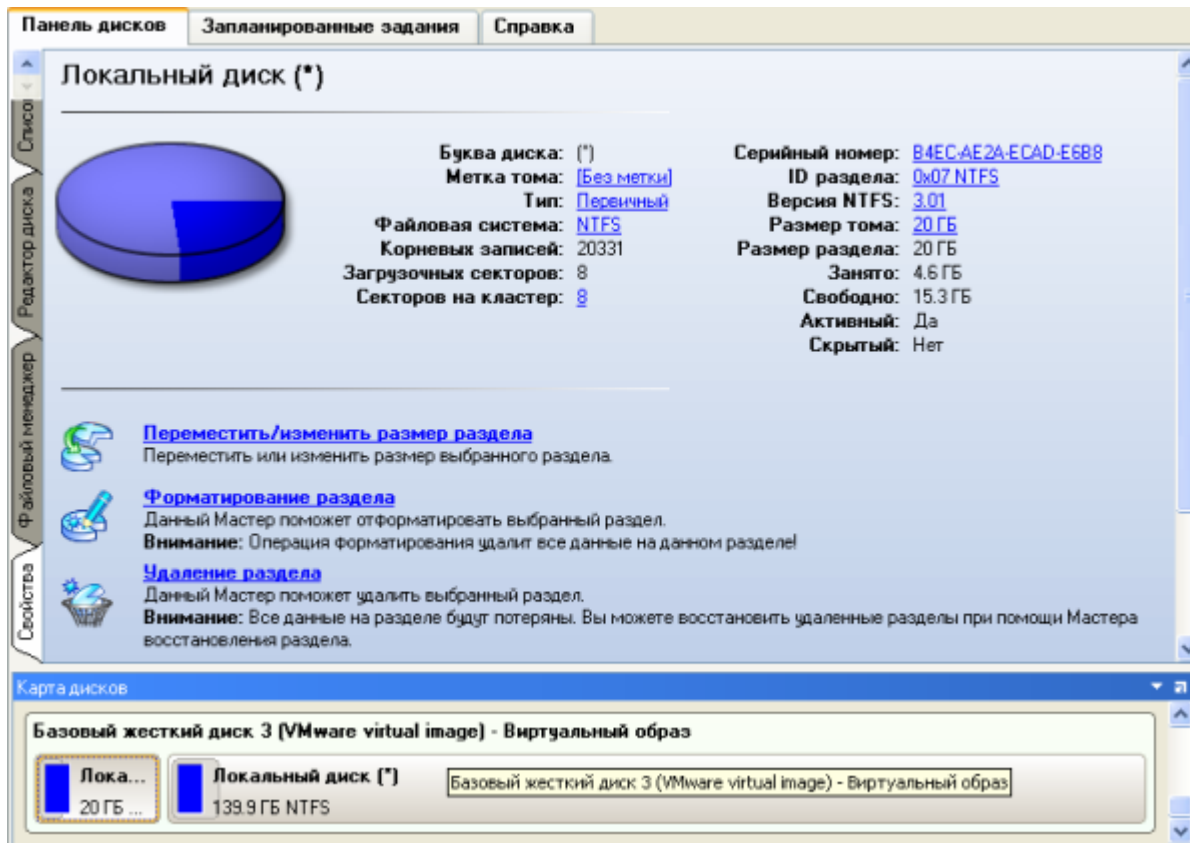 Панель дисков
Запланированные задания
Справка
Локальный диск (*)
Список
Редактор диска
Файловый менеджер
Свойства
Буква диска: (*)
Метка тома: [Без метки]
Тип: Первичный
Файловая система: NTFS
Корневых записей: 20331
Загрузочных секторов: 8
Секторов на кластер: 8
Серийный номер: B4EC-AE2A-ECAD-E6B8
ID раздела: 0x07 NTFS
Версия NTFS: 3.01
Размер тома: 20 ГБ
Размер раздела: 20 ГБ
Занято: 4.6 ГБ
Свободно: 15.3 ГБ
Активный: Да
Скрытый: Нет
Переместить/изменить размер раздела
Переместить или изменить размер выбранного раздела.
Форматирование раздела
Данный Мастер поможет отформатировать выбранный раздел.
Внимание: Операция форматирования удалит все данные на данном разделе!
Удаление раздела
Данный Мастер поможет удалить выбранный раздел.
Внимание: Все данные на разделе будут потеряны. Вы можете восстановить удаленные разделы при помощи Мастера
восстановления раздела.
Карта дисков
Базовый жесткий диск 3 (VMware virtual image) - Виртуальный образ
Лока...
20 ГБ ...
Локальный диск (*)
139.9 ГБ NTFS
Базовый жесткий диск 3 (VMware virtual image) - Виртуальный образ